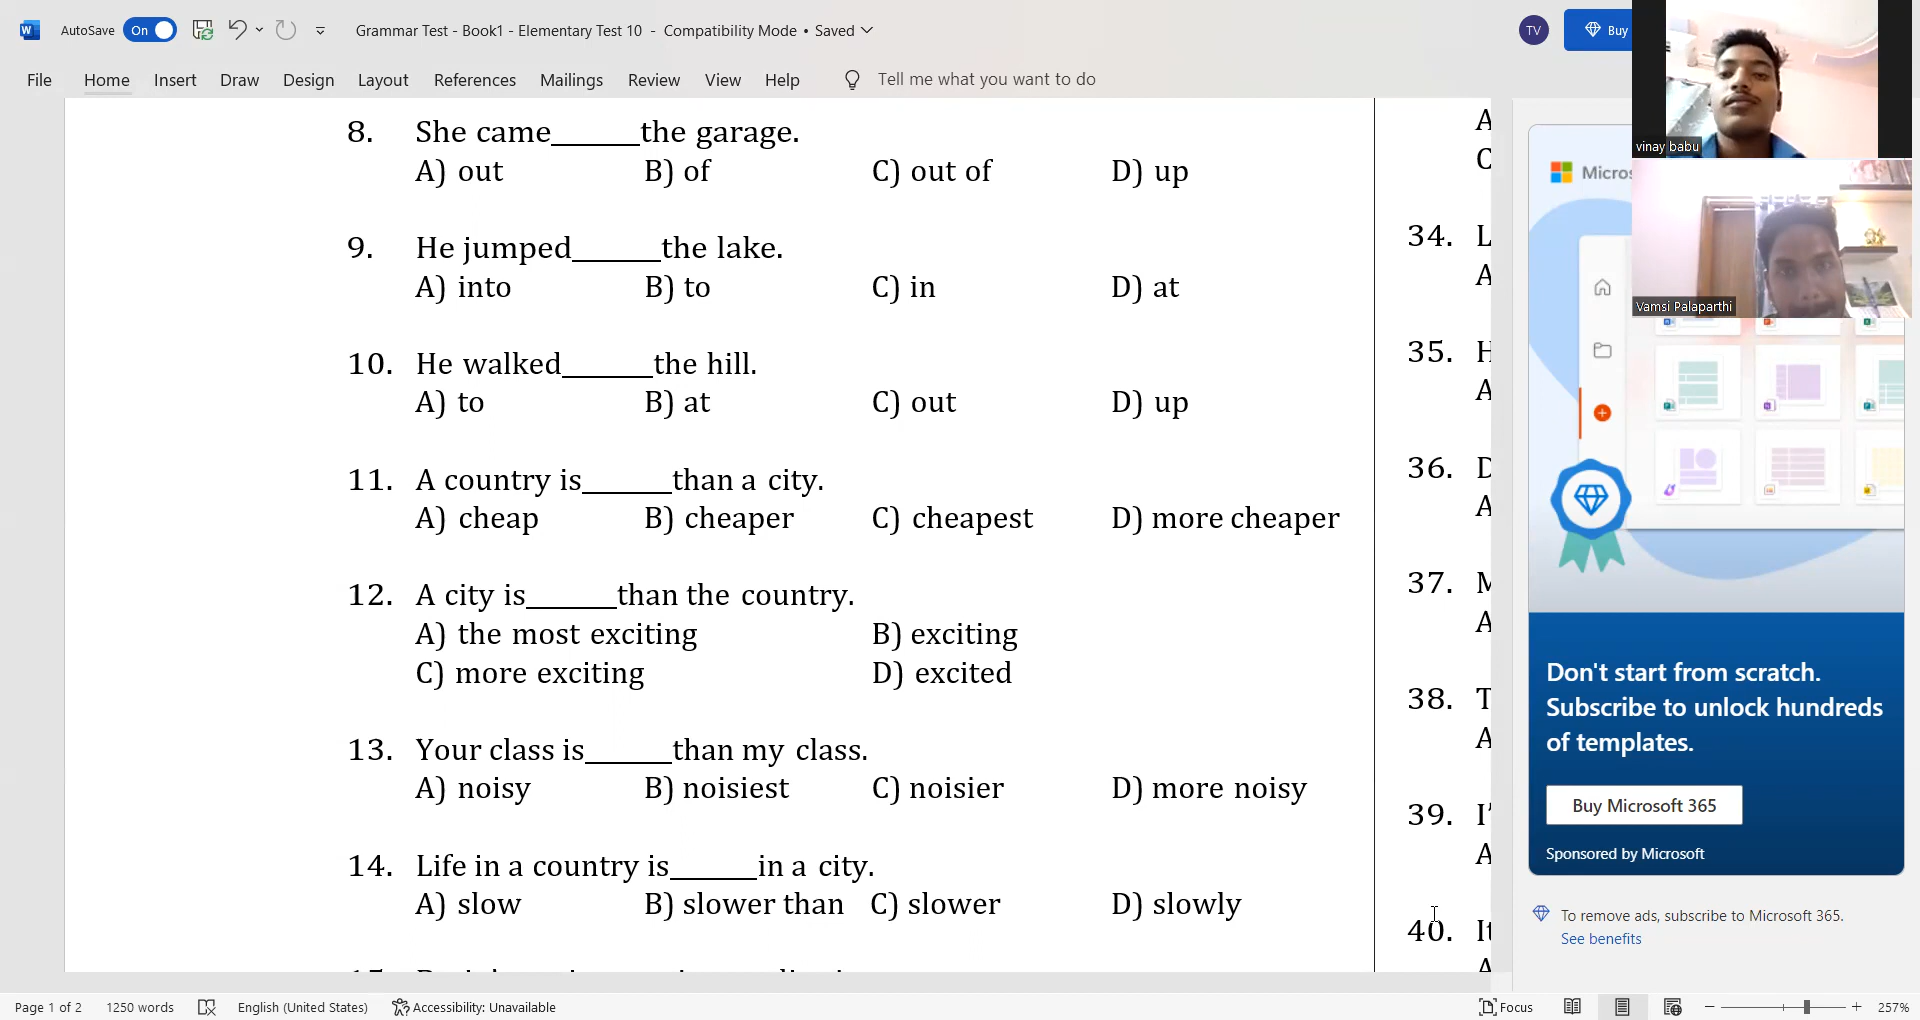 AutoSave On Grammar Test - Book1 - Elementary Test 10 - Compatibility Mode • Saved TV Buy
File Home Insert Draw Design Layout References Mailings Review View Help Tell me what you want to do
8. She came______the garage.
A) out B) of C) out of D) up
9. He jumped______the lake.
A) into B) to C) in D) at
10. He walked______the hill.
A) to B) at C) out D) up
11. A country is______than a city.
A) cheap B) cheaper C) cheapest D) more cheaper
12. A city is______than the country.
A) the most exciting B) exciting
C) more exciting D) excited
13. Your class is______than my class.
A) noisy B) noisiest C) noisier D) more noisy
14. Life in a country is______in a city.
A) slow B) slower than C) slower D) slowly
A
C
34. L
A
35. H
A
36. D
A
37. M
A
38. T
A
39. I'
A
40. It
A
vinay babu
Vamsi Palaparthi
Micros
Don't start from scratch.
Subscribe to unlock hundreds
of templates.
Buy Microsoft 365
Sponsored by Microsoft
To remove ads, subscribe to Microsoft 365.
See benefits
Page 1 of 2 1250 words English (United States) Accessibility: Unavailable Focus 257%